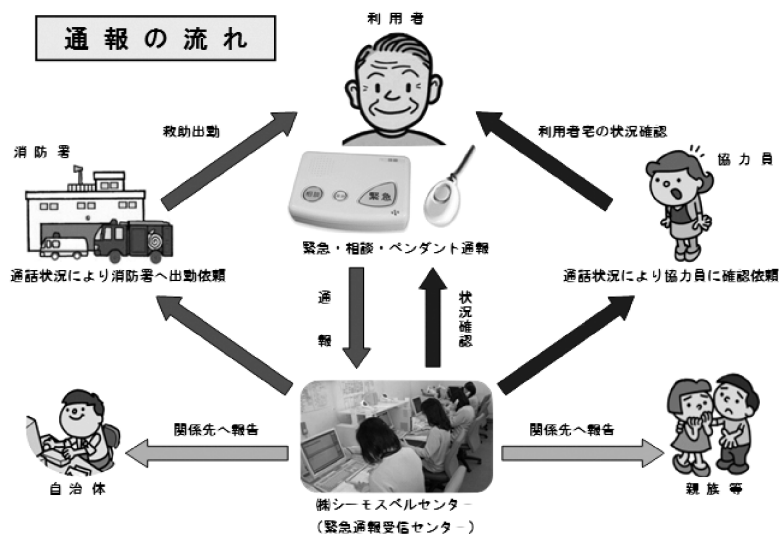 利用者
通報の流れ
救助出動
利用者宅の状況確認
消防署
協力員
相談
緊急
緊急・相談・ペンダント通報
通話状況により消防署へ出動依頼
通話状況により協力員に確認依頼
通報
状況確認
関係先へ報告
関係先へ報告
自治体
親族等
㈱シーモスベルセンター
(緊急通報受信センター)